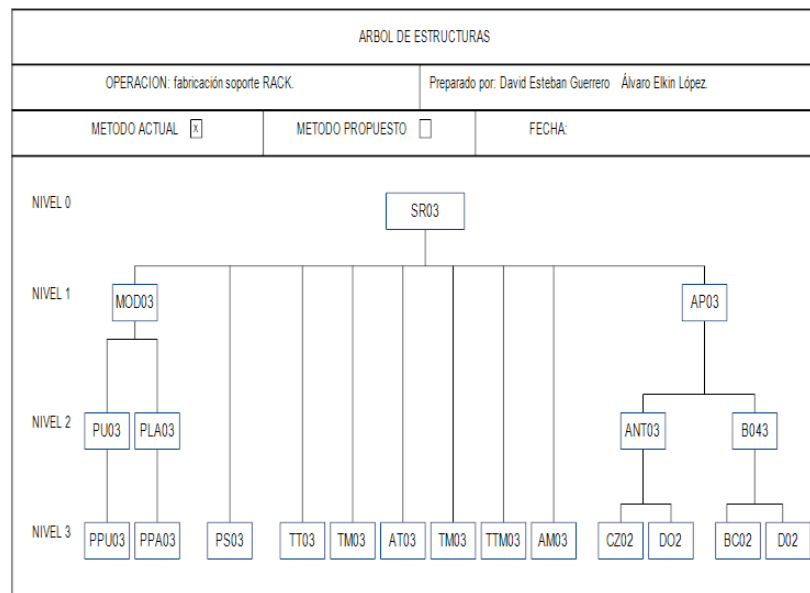 ARBOL DE ESTRUCTURAS
OPERACION: fabricación soporte RACK.
Preparado por: David Esteban Guerrero Álvaro Elkin López.
METODO ACTUAL X
METODO PROPUESTO
FECHA:
NIVEL 0
SR03
NIVEL 1
MOD03
AP03
NIVEL 2
PU03
PLA03
ANT03
B043
NIVEL 3
PPU03
PPA03
PS03
TT03
TM03
AT03
TM03
TTM03
AM03
CZ02
DO2
BC02
D02